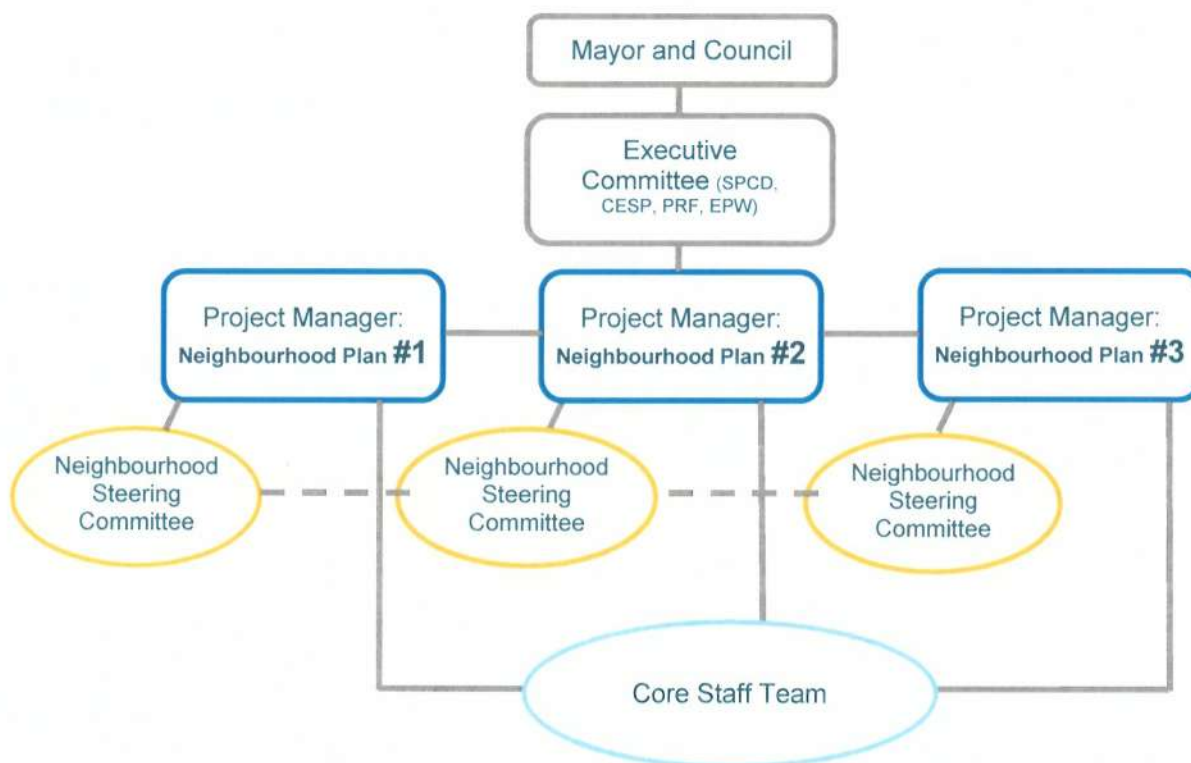 Mayor and Council
Executive
Committee (SPCD,
CESP, PRF, EPW)
Project Manager:
Neighbourhood Plan #1
Project Manager:
Neighbourhood Plan #2
Project Manager:
Neighbourhood Plan #3
Neighbourhood
Steering
Committee
Neighbourhood
Steering
Committee
Neighbourhood
Steering
Committee
Core Staff Team